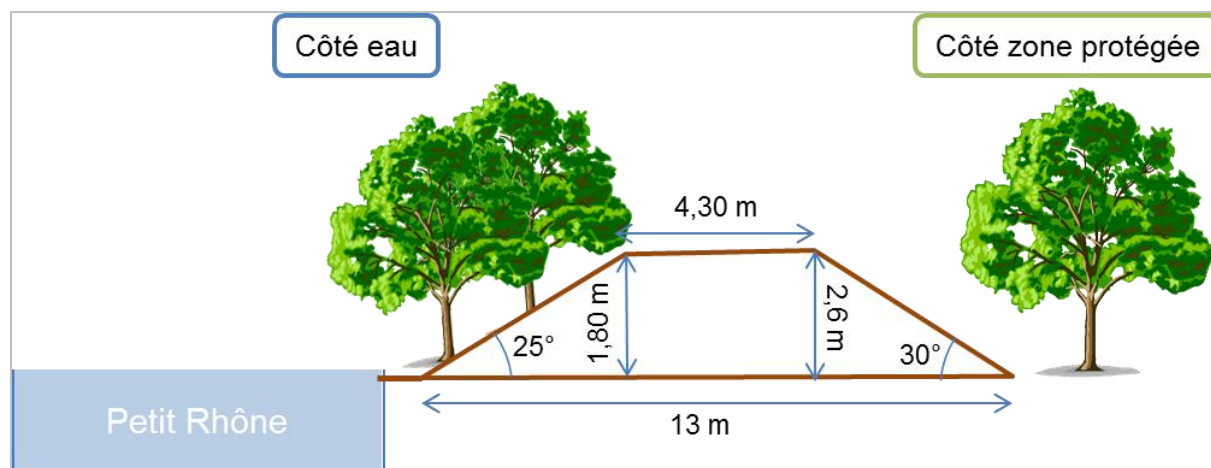 Côté eau
Côté zone protégée
4,30 m
1,80 m
2,6 m
25°
30°
13 m
Petit Rhône